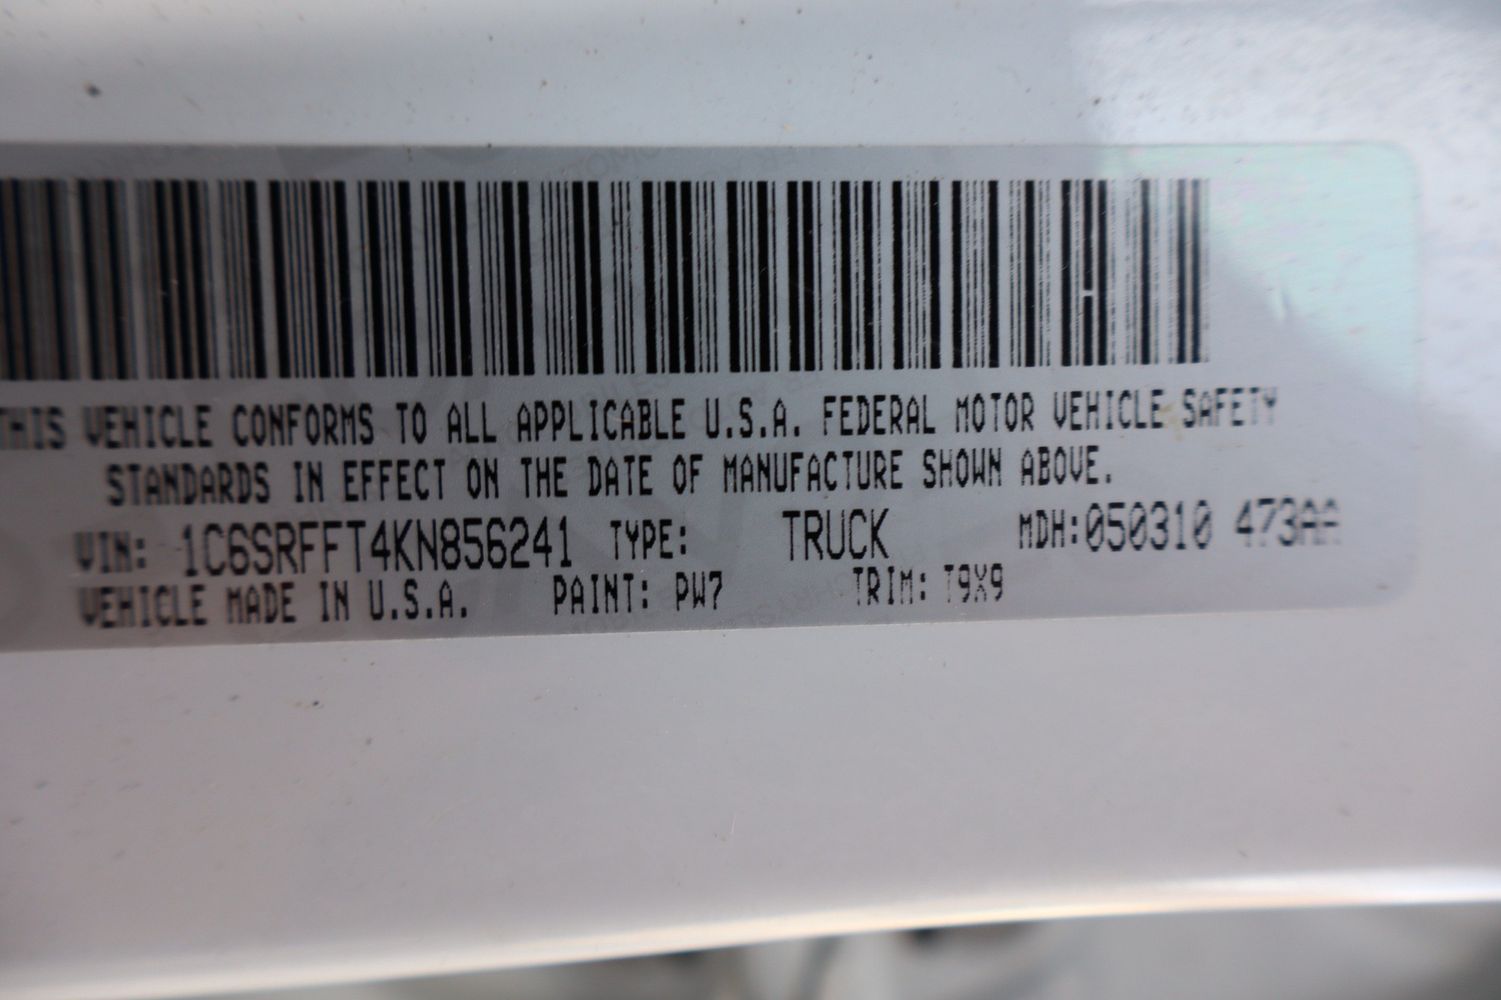 THIS VEHICLE CONFORMS TO ALL APPLICABLE U.S.A. FEDERAL MOTOR VEHICLE SAFETY
STANDARDS IN EFFECT ON THE DATE OF MANUFACTURE SHOWN ABOVE.
VIN: 1C6SRFFT4KN856241 TYPE: TRUCK MDH:050310 473AA
VEHICLE MADE IN U.S.A. PAINT: PW7 TRIM: T9X9